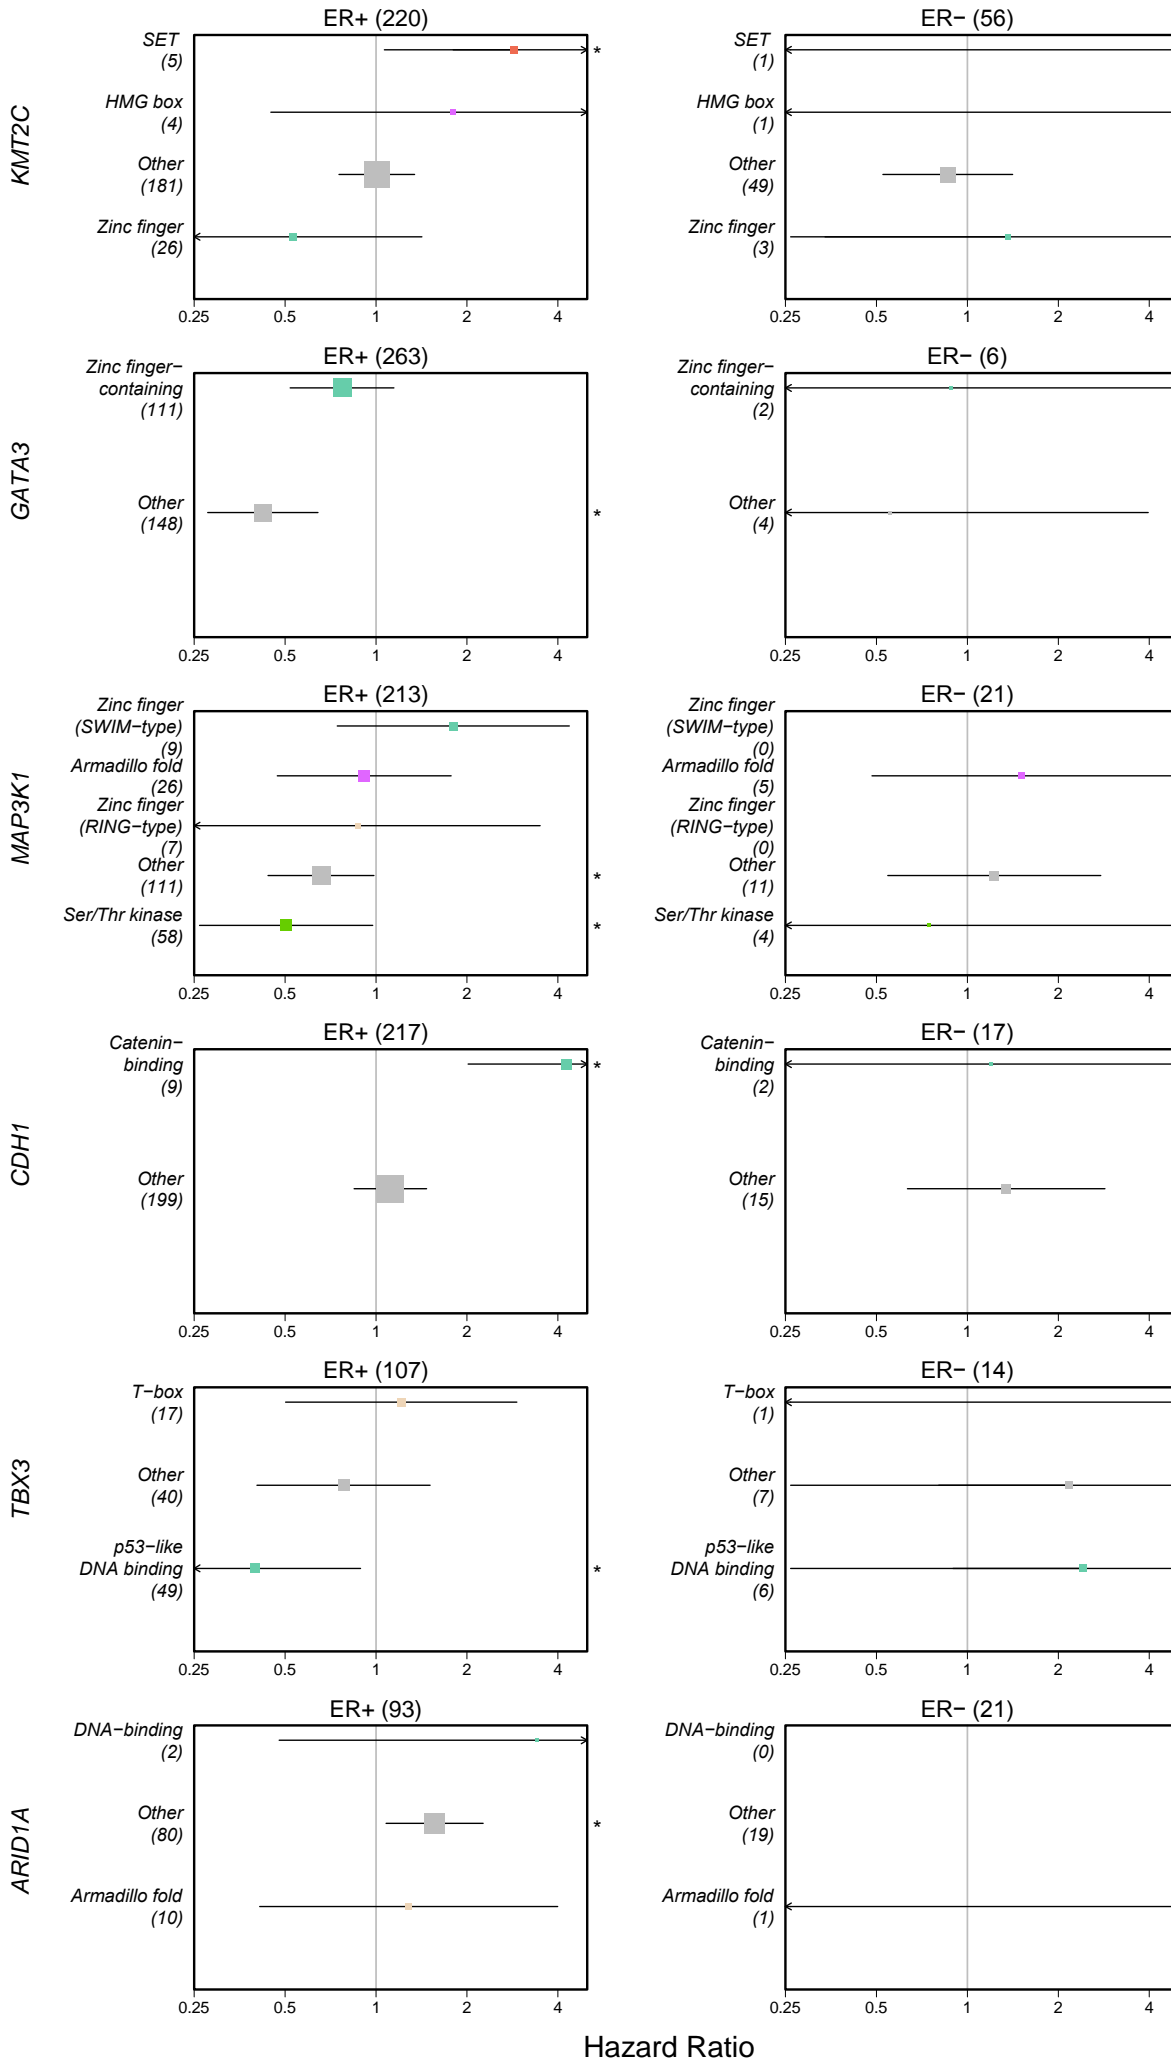 ER+ (220)
SET
(5)
*
HMG box
(4)
Other
(181)
Zinc finger
(26)
0.25 0.5 1 2 4
KMT2C
ER− (56)
SET
(1)
HMG box
(1)
Other
(49)
Zinc finger
(3)
0.25 0.5 1 2 4
ER+ (263)
Zinc finger−
containing
(111)
Other
(148)
*
0.25 0.5 1 2 4
GATA3
ER− (6)
Zinc finger−
containing
(2)
Other
(4)
0.25 0.5 1 2 4
ER+ (213)
Zinc finger
(SWIM−type)
(9)
Armadillo fold
(26)
Zinc finger
(RING−type)
(7)
Other
(111)
*
Ser/Thr kinase
(58)
*
0.25 0.5 1 2 4
MAP3K1
ER− (21)
Zinc finger
(SWIM−type)
(0)
Armadillo fold
(5)
Zinc finger
(RING−type)
(0)
Other
(11)
Ser/Thr kinase
(4)
0.25 0.5 1 2 4
ER+ (217)
Catenin−
binding
(9)
*
Other
(199)
0.25 0.5 1 2 4
CDH1
ER− (17)
Catenin−
binding
(2)
Other
(15)
0.25 0.5 1 2 4
ER+ (107)
T−box
(17)
Other
(40)
p53−like
DNA binding
(49)
*
0.25 0.5 1 2 4
TBX3
ER− (14)
T−box
(1)
Other
(7)
p53−like
DNA binding
(6)
0.25 0.5 1 2 4
ER+ (93)
DNA−binding
(2)
Other
(80)
*
Armadillo fold
(10)
0.25 0.5 1 2 4
ARID1A
ER− (21)
DNA−binding
(0)
Other
(19)
Armadillo fold
(1)
0.25 0.5 1 2 4
Hazard Ratio